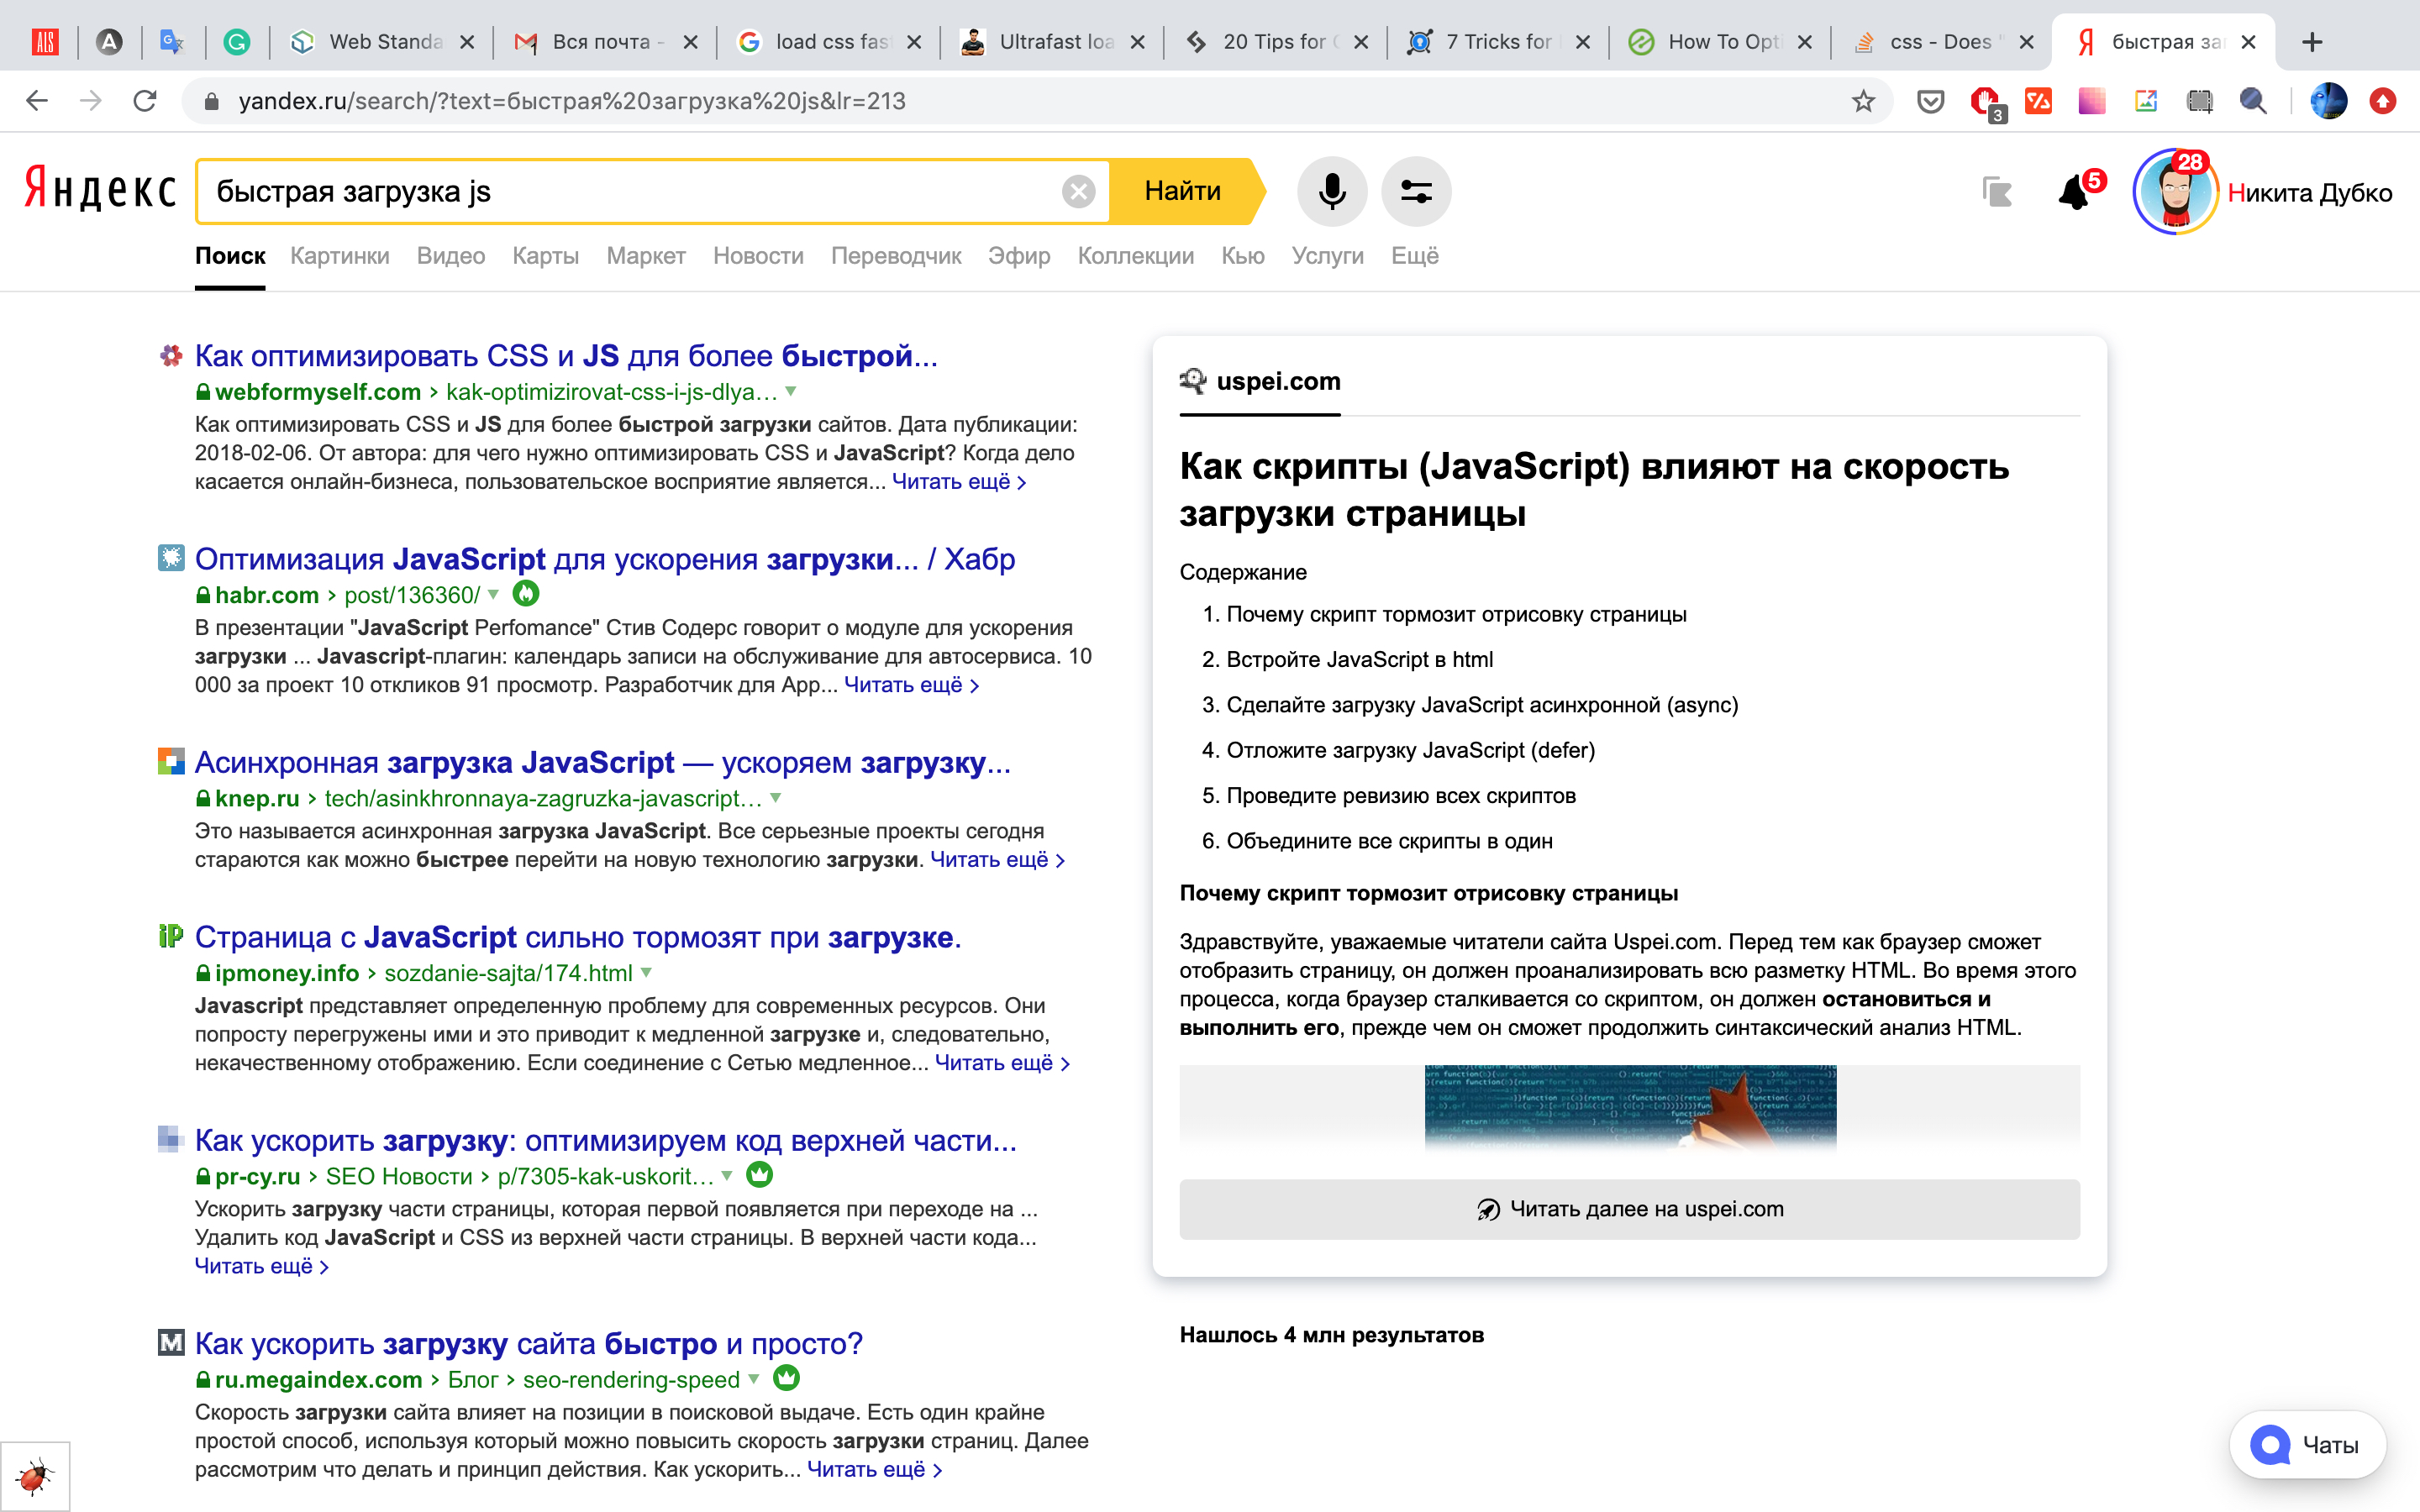 Web Standa
Вся почта -
load css fas
Ultrafast loa
20 Tips for
7 Tricks for
How To Opti
css - Does "
быстрая заг
yandex.ru/search/?text=быстрая%20загрузка%20js&lr=213
3
Яндекс
быстрая загрузка js
Найти
5
28
Никита Дубко
Поиск Картинки Видео Карты Маркет Новости Переводчик Эфир Коллекции Кью Услуги Ещё
Как оптимизировать CSS и JS для более быстрой...
webformyself.com › kak-optimizirovat-css-i-js-dlya...
Как оптимизировать CSS и JS для более быстрой загрузки сайтов. Дата публикации:
2018-02-06. От автора: для чего нужно оптимизировать CSS и JavaScript? Когда дело
касается онлайн-бизнеса, пользовательское восприятие является... Читать ещё ›
Оптимизация JavaScript для ускорения загрузки... / Хабр
habr.com › post/136360/
В презентации "JavaScript Perfomance" Стив Содерс говорит о модуле для ускорения
загрузки ... Javascript-плагин: календарь записи на обслуживание для автосервиса. 10
000 за проект 10 откликов 91 просмотр. Разработчик для App... Читать ещё ›
Асинхронная загрузка JavaScript — ускоряем загрузку...
knep.ru › tech/asinkhronnaya-zagruzka-javascript...
Это называется асинхронная загрузка JavaScript. Все серьезные проекты сегодня
стараются как можно быстрее перейти на новую технологию загрузки. Читать ещё ›
iP Страница с JavaScript сильно тормозят при загрузке.
ipmoney.info › sozdanie-sajta/174.html
Javascript представляет определенную проблему для современных ресурсов. Они
попросту перегружены ими и это приводит к медленной загрузке и, следовательно,
некачественному отображению. Если соединение с Сетью медленное... Читать ещё ›
Как ускорить загрузку: оптимизируем код верхней части...
pr-cy.ru › SEO Новости › p/7305-kak-uskorit...
Ускорить загрузку части страницы, которая первой появляется при переходе на ...
Удалить код JavaScript и CSS из верхней части страницы. В верхней части кода...
Читать ещё ›
M Как ускорить загрузку сайта быстро и просто?
ru.megaindex.com › Блог › seo-rendering-speed
Скорость загрузки сайта влияет на позиции в поисковой выдаче. Есть один крайне
простой способ, используя который можно повысить скорость загрузки страниц. Далее
рассмотрим что делать и принцип действия. Как ускорить... Читать ещё ›
uspei.com
Как скрипты (JavaScript) влияют на скорость
загрузки страницы
Содержание
1. Почему скрипт тормозит отрисовку страницы
2. Встройте JavaScript в html
3. Сделайте загрузку JavaScript асинхронной (async)
4. Отложите загрузку JavaScript (defer)
5. Проведите ревизию всех скриптов
6. Объедините все скрипты в один
Почему скрипт тормозит отрисовку страницы
Здравствуйте, уважаемые читатели сайта Uspei.com. Перед тем как браузер сможет
отобразить страницу, он должен проанализировать всю разметку HTML. Во время этого
процесса, когда браузер сталкивается со скриптом, он должен остановиться и
выполнить его, прежде чем он сможет продолжить синтаксический анализ HTML.
Читать далее на uspei.com
Нашлось 4 млн результатов
Чаты